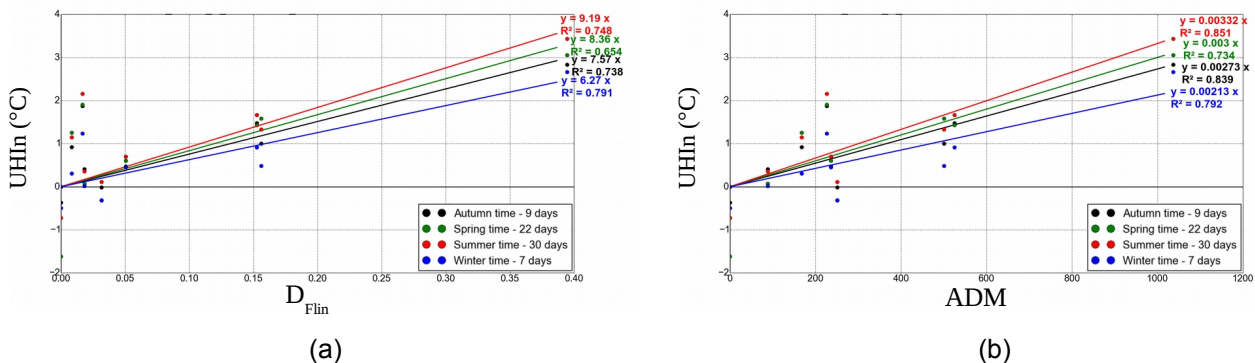 4
3
2
1
0
−1
−2
UHIn (°C)
0.00
0.05
0.10
0.15
0.20
0.25
0.30
0.35
0.40
D_Flin
y = 9.19 x
R² = 0.748
y = 8.36 x
R² = 0.654
y = 7.57 x
R² = 0.738
y = 6.27 x
R² = 0.791
Autumn time - 9 days
Spring time - 22 days
Summer time - 30 days
Winter time - 7 days
(a)
4
3
2
1
0
−1
−2
UHIn (°C)
0
200
400
600
800
1000
1200
ADM
y = 0.00332 x
R² = 0.851
y = 0.003 x
R² = 0.734
y = 0.00273 x
R² = 0.839
y = 0.00213 x
R² = 0.792
Autumn time - 9 days
Spring time - 22 days
Summer time - 30 days
Winter time - 7 days
(b)